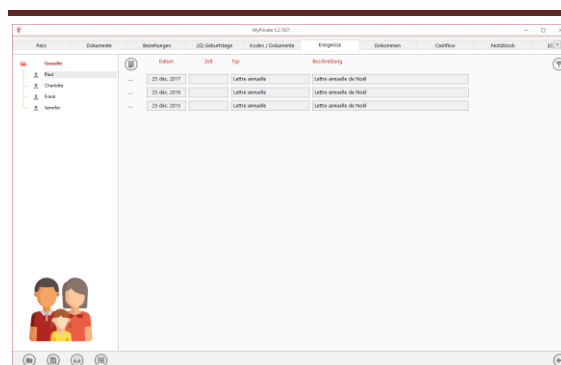 MyPrivate 5.2.1021
Pass Dokumente Beziehungen Geburtstage Kodes / Dokumente Ereignisse Einkommen Cashflow Notizblock
Datum Zeit Typ Beschreibung
Paul
Charlotte
Frank
Jennifer
... 25 déc. 2017 Lettre annuelle Lettre annuelle de Noël
... 25 déc. 2016 Lettre annuelle Lettre annuelle de Noël
... 25 déc. 2015 Lettre annuelle Lettre annuelle de Noël